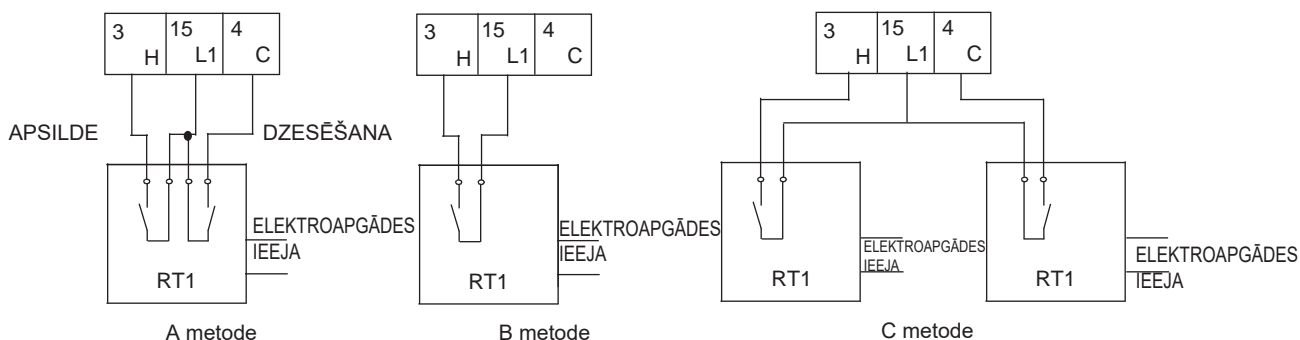 3 H 15 L1 4 C
APSILDE
DZESĒŠANA
ELEKTROAPGĀDES
IEEJA
RT1
A metode
3 H 15 L1 4 C
ELEKTROAPGĀDES
IEEJA
RT1
B metode
3 H 15 L1 4 C
ELEKTROAPGĀDES
IEEJA
RT1
ELEKTROAPGĀDES
IEEJA
RT1
C metode